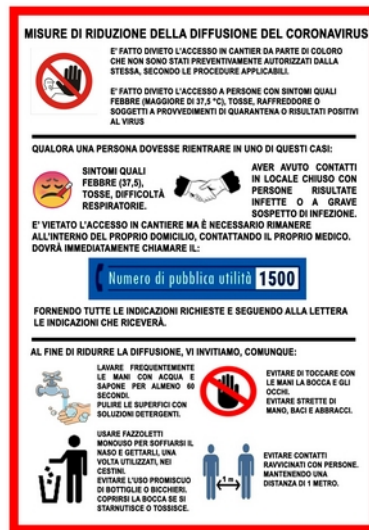 MISURE DI RIDUZIONE DELLA DIFFUSIONE DEL CORONAVIRUS
E' FATTO DIVIETO L'ACCESSO IN CANTIER DA PARTE DI COLORO
CHE NON SONO STATI PREVENTIVAMENTE AUTORIZZATI DALLA
STESSA, SECONDO LE PROCEDURE APPLICABILI.
E' FATTO DIVIETO ACCESSO A PERSONE CON SINTOMI QUALI
FEBBRE (MAGGIORE DI 37,5 °C), TOSSE, RAFFREDDORE O
SOGGETTI A PROVVEDIMENTI DI QUARANTENA O RISULTATI POSITIVI
AL VIRUS
QUALORA UNA PERSONA DOVESSE RIENTRARE IN UNO DI QUESTI CASI:
SINTOMI QUALI
FEBBRE (37,5),
TOSSE, DIFFICOLTÀ
RESPIRATORIE.
AVER AVUTO CONTATTI
IN LOCALE CHIUSO CON
PERSONE RISULTATE
INFETTE O A GRAVE
SOSPETTO DI INFEZIONE.
E' VIETATO L'ACCESSO IN CANTIERE MA È NECESSARIO RIMANERE
ALL'INTERNO DEL PROPRIO DOMICILIO, CONTATTANDO IL PROPRIO MEDICO.
DOVRÀ IMMEDIATAMENTE CHIAMARE IL:
Numero di pubblica utilità 1500
FORNENDO TUTTE LE INDICAZIONI RICHIESTE E SEGUENDO ALLA LETTERA
LE INDICAZIONI CHE RICEVERÀ.
AL FINE DI RIDURRE LA DIFFUSIONE, VI INVITIAMO, COMUNQUE:
LAVARE FREQUENTEMENTE
LE MANI CON ACQUA E
SAPONE PER ALMENO 60
SECONDI.
PULIRE LE SUPERFICI CON
SOLUZIONI DETERGENTI.
EVITARE DI TOCCARE CON
LE MANI LA BOCCA E GLI
OCCHI.
EVITARE STRETTE DI
MANO, BACI E ABBRACCI.
USARE FAZZOLETTI
MONOUSO PER SOFFIARSI IL
NASO E GETTARLI, UNA
VOLTA UTILIZZATI, NEI
CESTINI.
EVITARE L'USO PROMISCUO
DI BOTTIGLIE O BICCHIERI.
COPRIRSI LA BOCCA SE SI
STARNUTISCE O TOSSISCE.
1 m
EVITARE CONTATTI
RAVVICINATI CON PERSONE.
MANTENENDO UNA
DISTANZA DI 1 METRO.